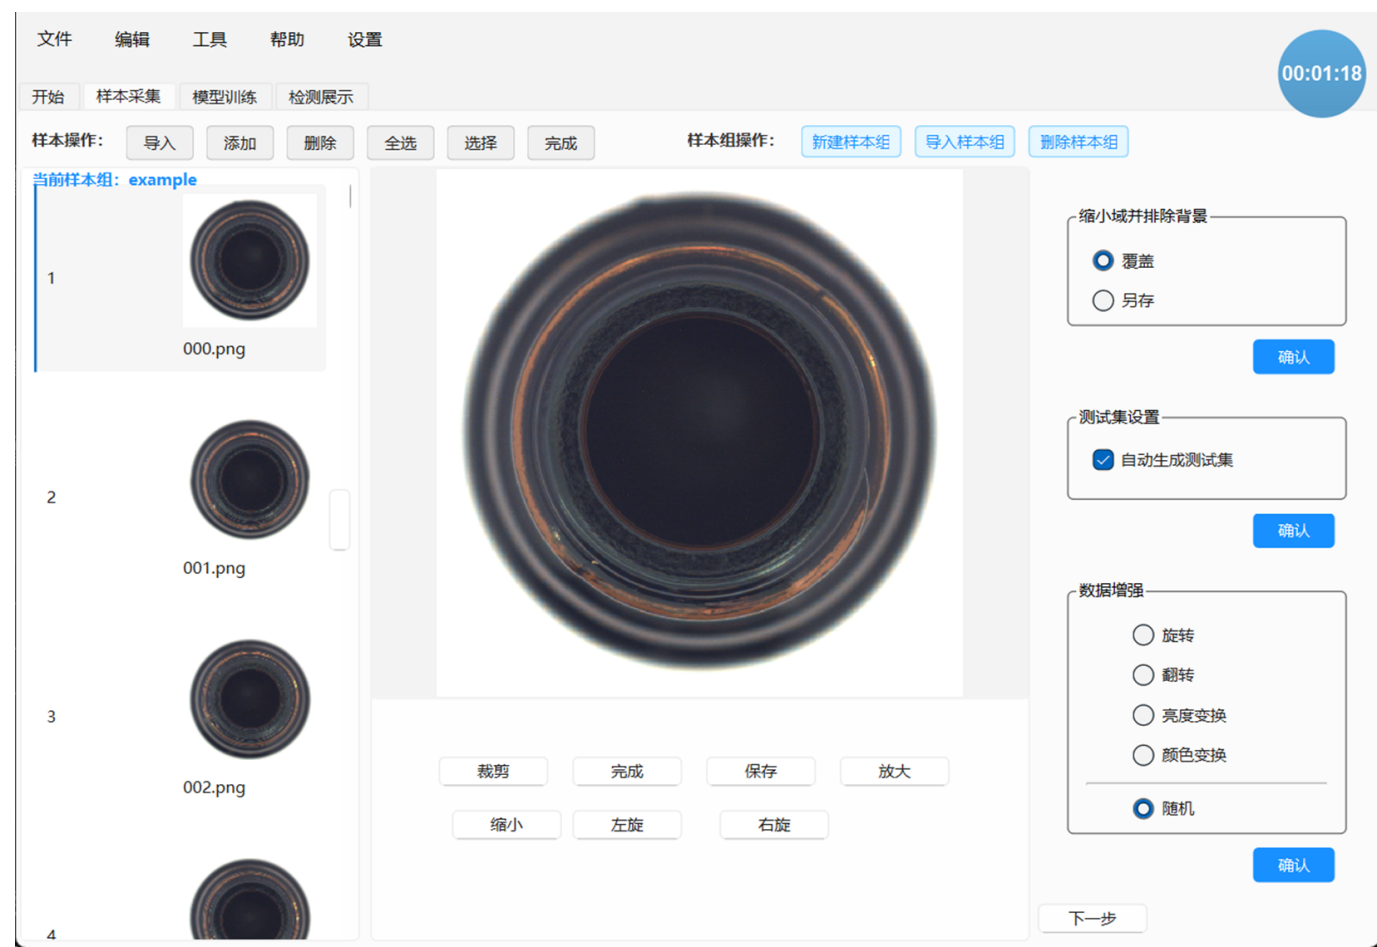 文件 编辑 工具 帮助 设置
00:01:18
开始 样本采集 模型训练 检测展示
样本操作： 导入 添加 删除 全选 选择 完成 样本组操作： 新建样本组 导入样本组 删除样本组
当前样本组：example
1
000.png
2
001.png
3
002.png
4
裁剪 完成 保存 放大
缩小 左旋 右旋
缩小域并排除背景
覆盖
另存
确认
测试集设置
自动生成测试集
确认
数据增强
旋转
翻转
亮度变换
颜色变换
随机
确认
下一步